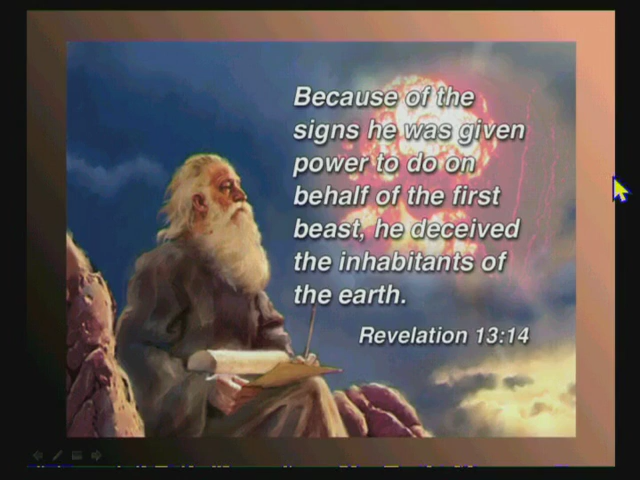 Because of the
signs he was given
power to do on
behalf of the first
beast, he deceived
the inhabitants of
the earth.
Revelation 13:14